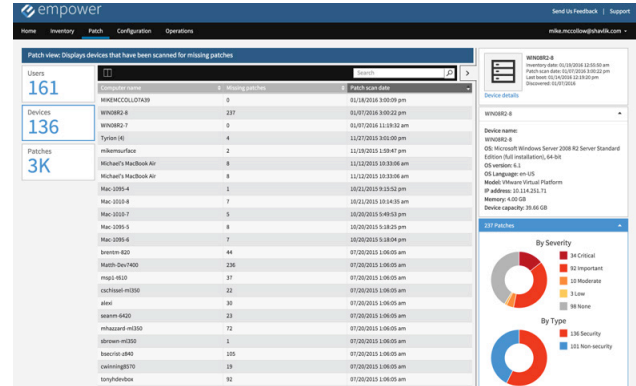 empower
Send Us Feedback | Support
Home Inventory Patch Configuration Operations
mike.mccollow@shavlik.com
Patch view: Displays devices that have been scanned for missing patches
Users
161
Devices
136
Patches
3K
Search
Computer name Missing patches Patch scan date
MIKEMCCOLLD7A39 0 01/18/2016 3:00:09 pm
WIN08R2-8 237 01/07/2016 3:00:22 pm
WIN08R2-7 0 01/07/2016 11:19:32 am
Tyrion (4) 4 11/27/2015 3:01:00 pm
mikemsurface 2 11/19/2015 1:59:47 pm
Michael's MacBook Air 8 11/12/2015 10:33:06 am
Michael's MacBook Air 8 11/12/2015 10:33:06 am
Mac-1095-4 1 10/21/2015 9:15:52 pm
Mac-1010-8 7 10/21/2015 10:14:35 am
Mac-1010-7 5 10/20/2015 5:49:53 pm
Mac-1095-5 8 10/20/2015 5:18:25 pm
Mac-1095-6 7 10/20/2015 5:18:04 pm
brentm-820 44 07/20/2015 1:06:05 am
Matth-Dev7400 236 07/20/2015 1:06:05 am
msp1-t610 37 07/20/2015 1:06:05 am
cschissel-ml350 22 07/20/2015 1:06:05 am
alexi 30 07/20/2015 1:06:05 am
seanm-6420 23 07/20/2015 1:06:05 am
mhazzard-ml350 72 07/20/2015 1:06:05 am
sbrown-ml350 1 07/20/2015 1:06:05 am
bsecrist-z840 105 07/20/2015 1:06:05 am
cwinning9570 19 07/20/2015 1:06:05 am
tonyhdevbox 92 07/20/2015 1:06:05 am
WIN08R2-8
Inventory date: 01/19/2016 12:50:00 am
Patch scan date: 01/07/2016 3:00:22 pm
Last boot: 01/14/2016 12:19:20 pm
Discovered: 01/07/2016
Device details
WIN08R2-8
Device name:
WIN08R2-8
OS: Microsoft Windows Server 2008 R2 Server Standard
Edition (full installation), 64-bit
OS version: 6.1
OS Language: en-US
Model: VMware Virtual Platform
IP address: 10.114.251.71
Memory: 4.00 GB
Device capacity: 39.66 GB
237 Patches
By Severity
34 Critical
92 Important
10 Moderate
3 Low
98 None
By Type
136 Security
101 Non-security